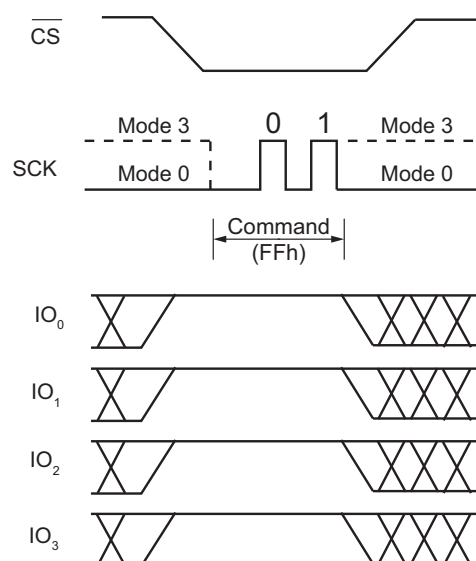 CS
0 1
Mode 3 Mode 3
SCK
Mode 0 Mode 0
Command
(FFh)
IO₀
IO₁
IO₂
IO₃